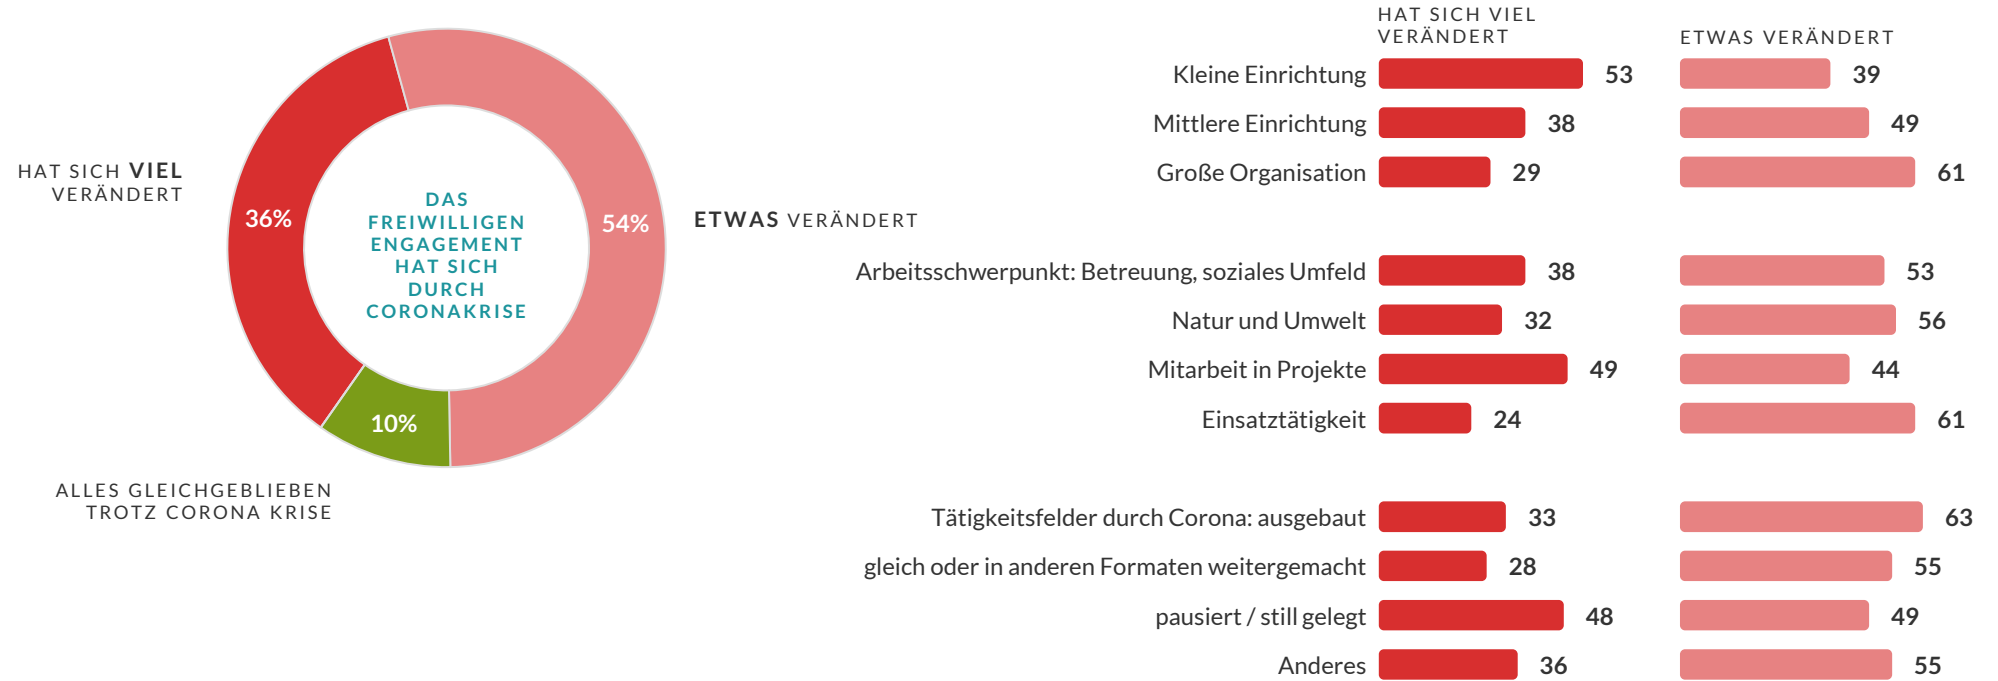 HAT SICH VIEL
VERÄNDERT
36%
DAS
FREIWILLIGEN
ENGAGEMENT
HAT SICH
DURCH
CORONAKRISE
54%
ETWAS VERÄNDERT
10%
ALLES GLEICHGEBLIEBEN
TROTZ CORONA KRISE
HAT SICH VIEL
VERÄNDERT
ETWAS VERÄNDERT
Kleine Einrichtung 53 39
Mittlere Einrichtung 38 49
Große Organisation 29 61
Arbeitsschwerpunkt: Betreuung, soziales Umfeld 38 53
Natur und Umwelt 32 56
Mitarbeit in Projekte 49 44
Einsatztätigkeit 24 61
Tätigkeitsfelder durch Corona: ausgebaut 33 63
gleich oder in anderen Formaten weitergemacht 28 55
pausiert / still gelegt 48 49
Anderes 36 55